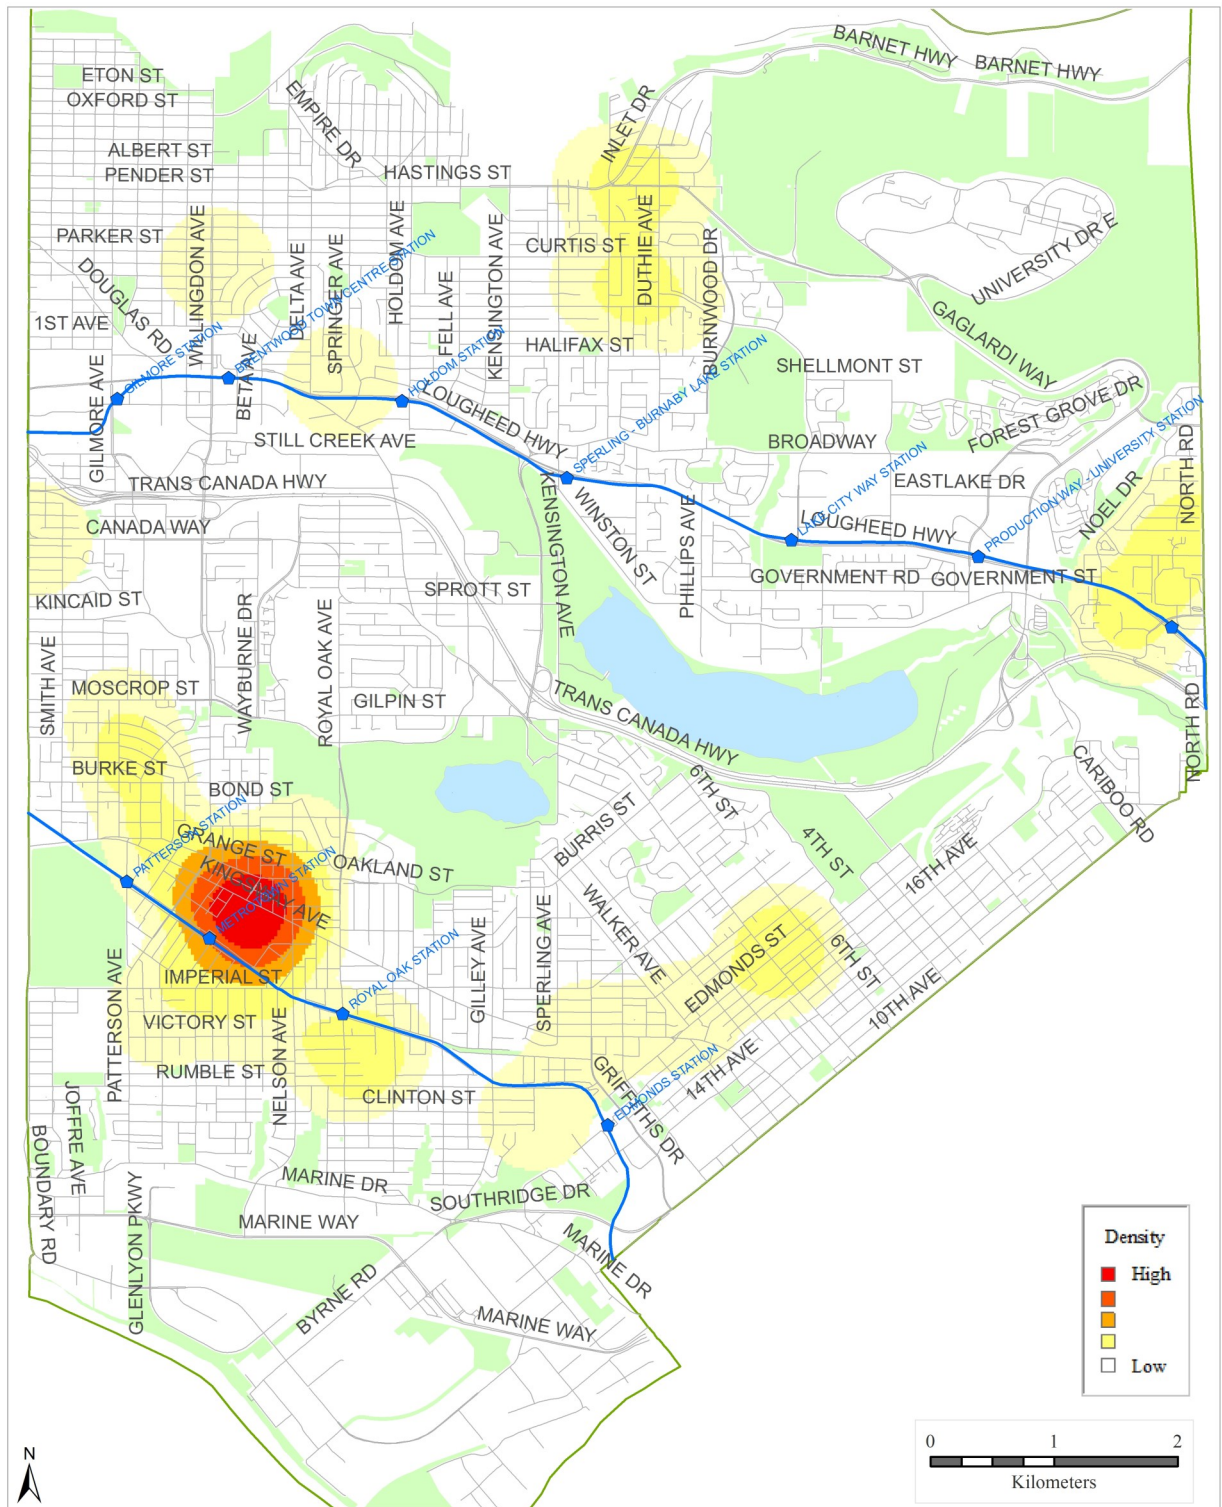 BARNET HWY
BARNET HWY
ETON ST
OXFORD ST
EMPIRE DR
INLET DR
ALBERT ST
PENDER ST
HASTINGS ST
PARKER ST
WILLINGDON AVE
DELTA AVE
SPRINGER AVE
HOLDOM AVE
KENSINGTON AVE
CURTIS ST
DUTHIE AVE
BURNWOOD DR
UNIVERSITY DR E
DOUGLAS RD
BRENTWOOD TOWN CENTRE STATION
FELL AVE
1ST AVE
GILMORE STATION
HOLDOM STATION
HALIFAX ST
GAGLARDI WAY
SHELLMONT ST
GILMORE AVE
BETA AVE
LOUGHEED HWY
SPERLING - BURNABY LAKE STATION
FOREST GROVE DR
STILL CREEK AVE
BROADWAY
PRODUCTION WAY - UNIVERSITY STATION
NORTH RD
TRANS CANADA HWY
EASTLAKE DR
LAKE CITY WAY STATION
NOEL DR
CANADA WAY
KENSINGTON AVE
WINSTON ST
PHILLIPS AVE
LOUGHEED HWY
GOVERNMENT RD
GOVERNMENT ST
SPROTT ST
KINCAID ST
WAYBURNE DR
ROYAL OAK AVE
SMITH AVE
MOSCROP ST
GILPIN ST
TRANS CANADA HWY
NORTH RD
BURKE ST
BOND ST
6TH ST
CARIBOO RD
PATTERSON STATION
GRANGE ST
OAKLAND ST
BURRIS ST
4TH ST
16TH AVE
KINGSWAY AVE
METROTOWN STATION
WALKER AVE
SPERLING AVE
GILLEY AVE
EDMONDS ST
6TH ST
10TH AVE
PATTERSON AVE
IMPERIAL ST
ROYAL OAK STATION
VICTORY ST
NELSON AVE
RUMBLE ST
CLINTON ST
GRIFFITHS DR
EDMONDS STATION
14TH AVE
JOFFRE AVE
BOUNDARY RD
GLENLYON PKWY
MARINE DR
SOUTHRIDGE DR
MARINE WAY
MARINE DR
BYRNE RD
MARINE WAY
Density
High
Low
0 1 2
Kilometers
N